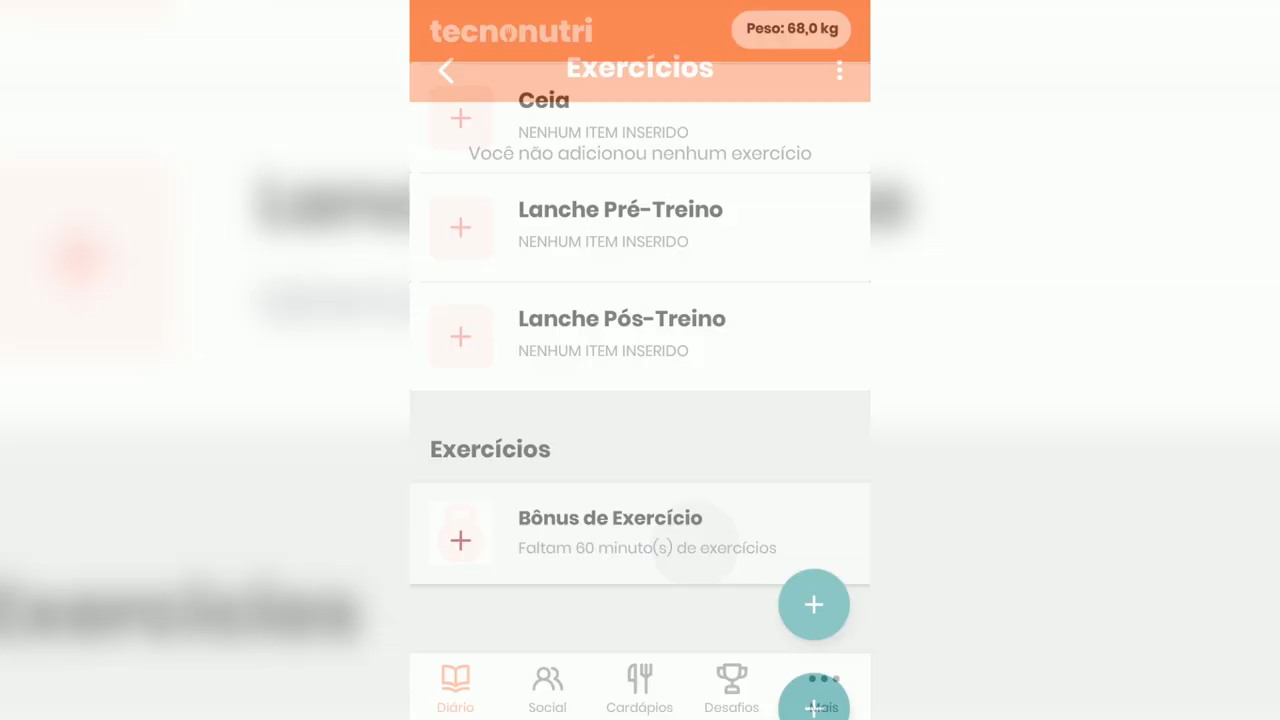 tecnonutri
Peso: 68,0 kg
Exercícios
Ceia
NENHUM ITEM INSERIDO
Você não adicionou nenhum exercício
Lanche Pré-Treino
NENHUM ITEM INSERIDO
Lanche Pós-Treino
NENHUM ITEM INSERIDO
Exercícios
Bônus de Exercício
Faltam 60 minuto(s) de exercícios
Diário
Social
Cardápios
Desafios
Mais